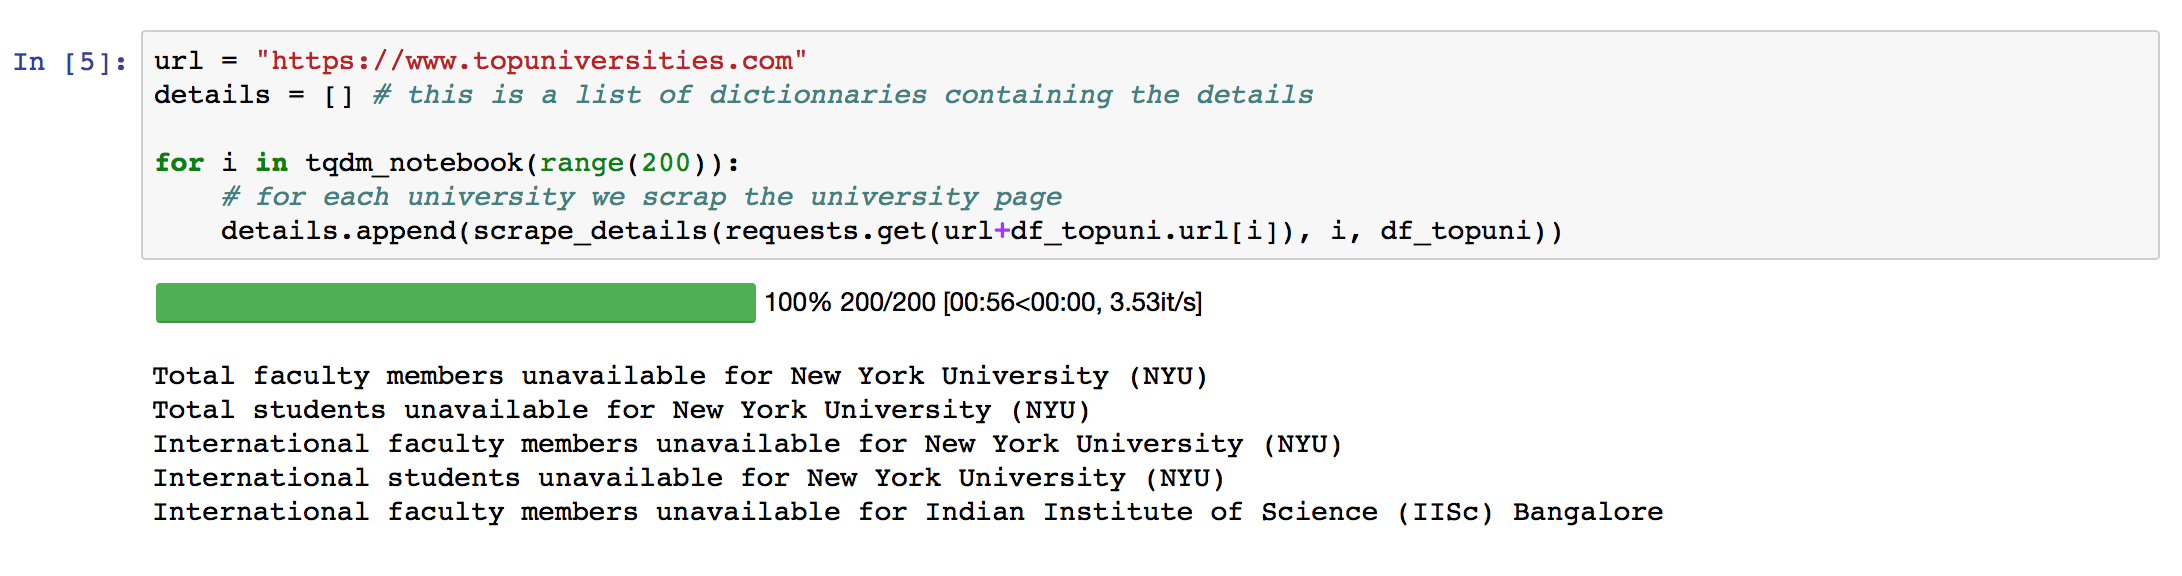 In [5]: url = "https://www.topuniversities.com"
details = [] # this is a list of dictionnaries containing the details
for i in tqdm_notebook(range(200)):
# for each university we scrap the university page
details.append(scrape_details(requests.get(url+df_topuni.url[i]), i, df_topuni))
100% 200/200 [00:56<00:00, 3.53it/s]
Total faculty members unavailable for New York University (NYU)
Total students unavailable for New York University (NYU)
International faculty members unavailable for New York University (NYU)
International students unavailable for New York University (NYU)
International faculty members unavailable for Indian Institute of Science (IISc) Bangalore